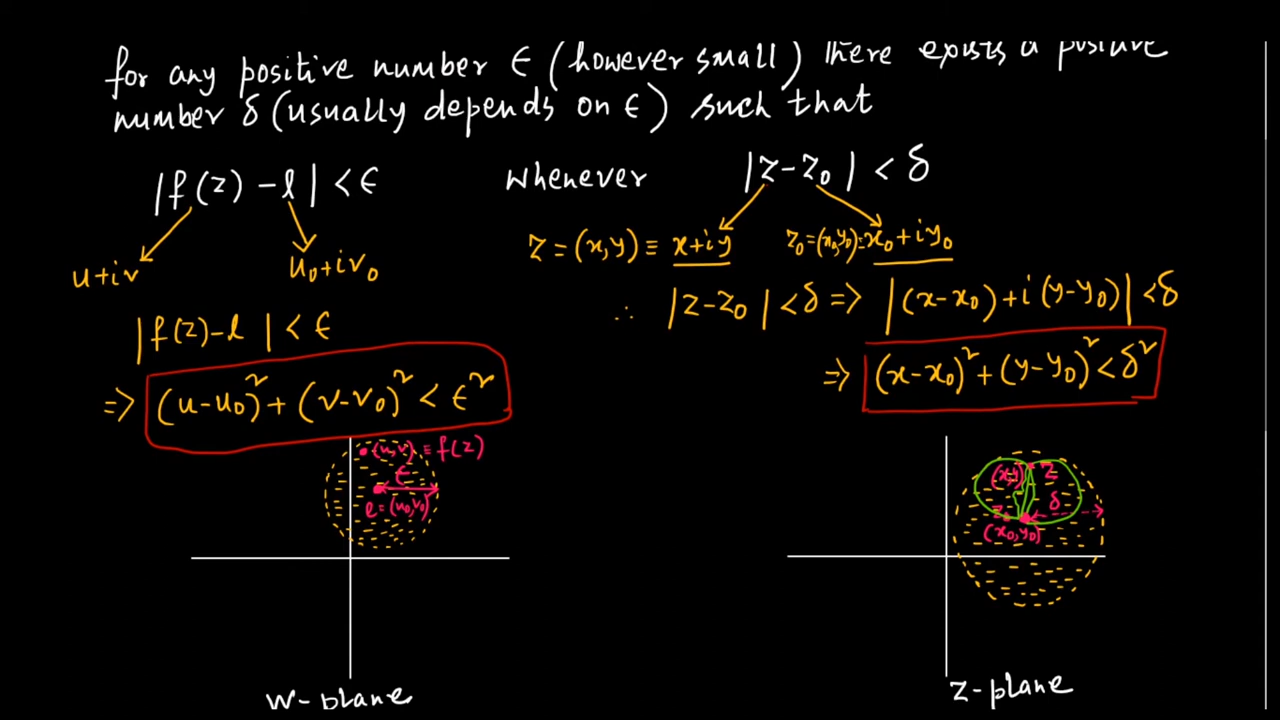 for any positive number ε (however small) there exists a positive
number δ (usually depends on ε) such that
|f(z) - l| < ε whenever |z - z₀| < δ
u+iv u₀+iv₀ z = (x,y) ≡ x+iy z₀=(x₀,y₀)=x₀+iy₀
∴ |z-z₀| < δ => |(x-x₀)+i(y-y₀)| < δ
|f(z)-l| < ε
=> (x-x₀)² + (y-y₀)² < δ²
=> (u-u₀)² + (v-v₀)² < ε²
(u,v) ≡ f(z)
ε
l = (u₀,v₀)
(x,y) z
δ
z₀
(x₀,y₀)
w-plane z-plane